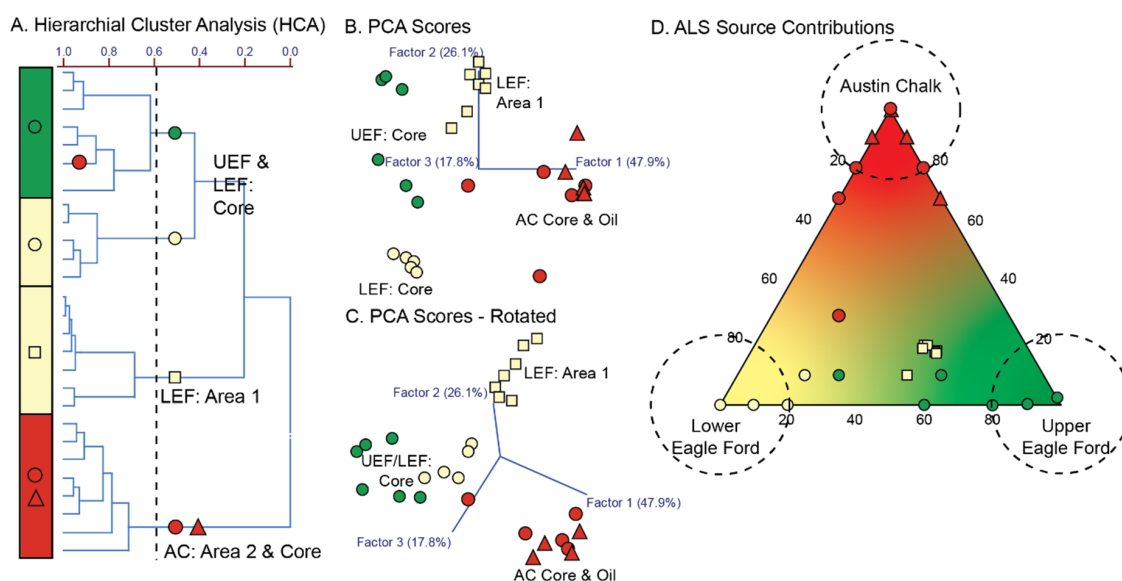 A. Hierarchial Cluster Analysis (HCA)
1.0 0.8 0.6 0.4 0.2 0.0
UEF &
LEF:
Core
LEF: Area 1
AC: Area 2 & Core
B. PCA Scores
Factor 2 (26.1%)
LEF:
Area 1
UEF: Core
Factor 3 (17.8%)
Factor 1 (47.9%)
AC Core & Oil
LEF: Core
C. PCA Scores - Rotated
LEF: Area 1
Factor 2 (26.1%)
UEF/LEF:
Core
Factor 1 (47.9%)
Factor 3 (17.8%)
AC Core & Oil
D. ALS Source Contributions
Austin Chalk
20 80
40 60
60 40
80 20
20 40 60 80
Lower
Eagle Ford
Upper
Eagle Ford